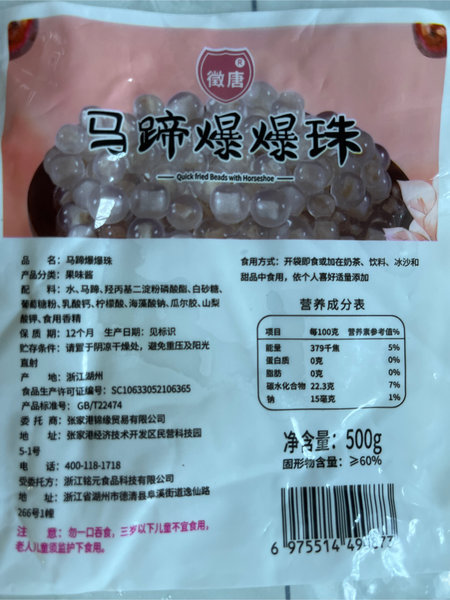 徵唐®
马蹄爆爆珠
Quick fried Beads with Horseshoe
品 名：马蹄爆爆珠
产品分类：果味酱
配 料：水、马蹄、羟丙基二淀粉磷酸酯、白砂糖、
葡萄糖粉、乳酸钙、柠檬酸、海藻酸钠、瓜尔胶、山梨
酸钾、食用香精
保 质 期：12个月 生产日期：见标识
贮存条件：请置于阴凉干燥处，避免重压及阳光
直射
产 地：浙江湖州
食品生产许可证编号：SC10633052106365
产品标准号：GB/T22474
委 托 商：张家港锦缘贸易有限公司
地 址：张家港经济技术开发区民营科技园
5-1号
电 话：400-118-1718
受委托方：浙江铭元食品科技有限公司
地 址：浙江省湖州市德清县阜溪街道逸仙路
266号1幢
注 意：勿一口吞食，三岁以下儿童不宜食用，
老人儿童须监护下食用。
食用方式：开袋即食或加在奶茶、饮料、冰沙和
甜品中食用，依个人喜好适量添加
营养成分表
项目 每100克 营养素参考值%
能量 379千焦 5%
蛋白质 0克 0%
脂肪 0克 0%
碳水化合物 22.3克 7%
钠 15毫克 1%
净含量：500g
固形物含量：≥60%
6 975514